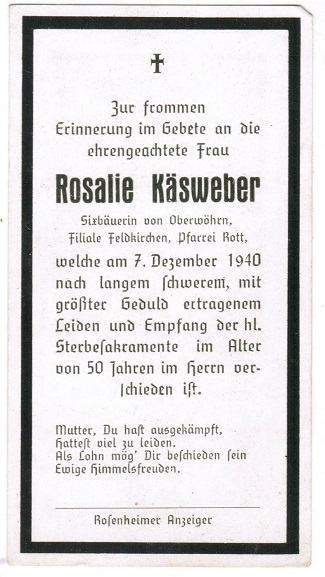 Zur frommen
Erinnerung im Gebete an die
ehrengeachtete Frau
Rosalie Käsweber
Sixbäuerin von Oberwöhrn,
Filiale Feldkirchen, Pfarrei Rott,
welche am 7. Dezember 1940
nach langem schwerem, mit
größter Geduld ertragenem
Leiden und Empfang der hl.
Sterbesakramente im Alter
von 50 Jahren im Herrn ver-
schieden ist.
Mutter, Du hast ausgekämpft,
Hattest viel zu leiden.
Als Lohn mög' Dir beschieden sein
Ewige Himmelsfreuden.
Rosenheimer Anzeiger